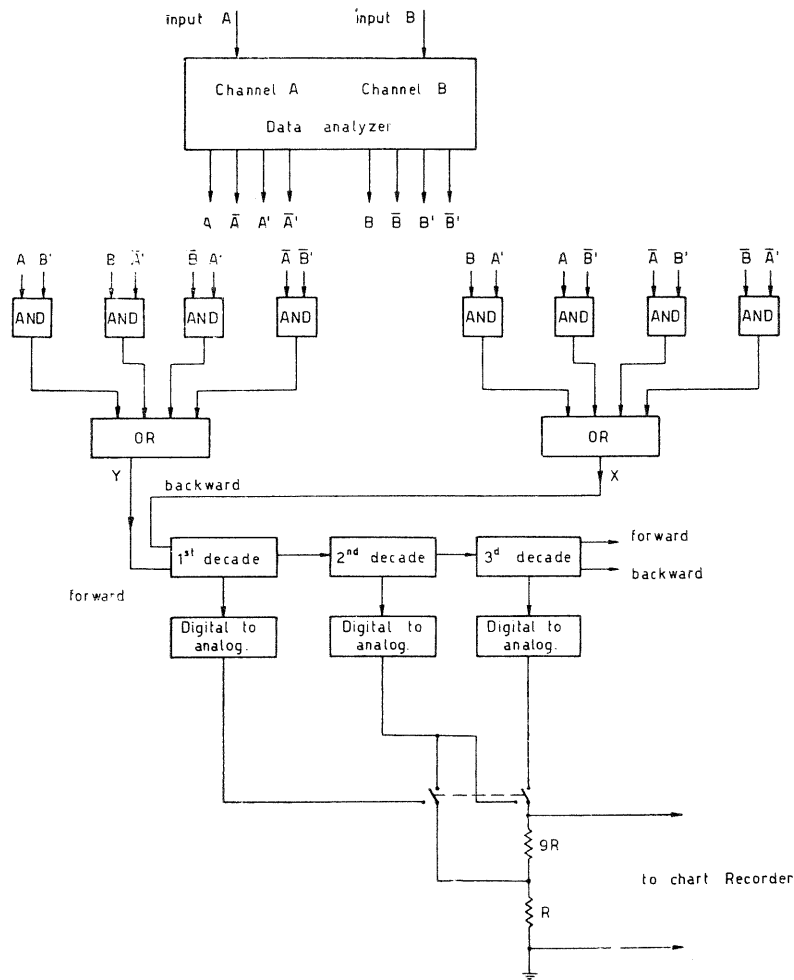 input A
input B
Channel A Channel B
Data analyzer
A A̅ A' A̅' B B̅ B' B̅'
A B' B A̅' B̅ A' A̅ B̅' B A' A B̅' A̅ B' B̅ A̅'
AND AND AND AND AND AND AND AND
OR OR
Y X
backward
1st decade 2nd decade 3d decade
forward
backward
forward
Digital to analog.
Digital to analog.
Digital to analog.
9R
to chart Recorder
R